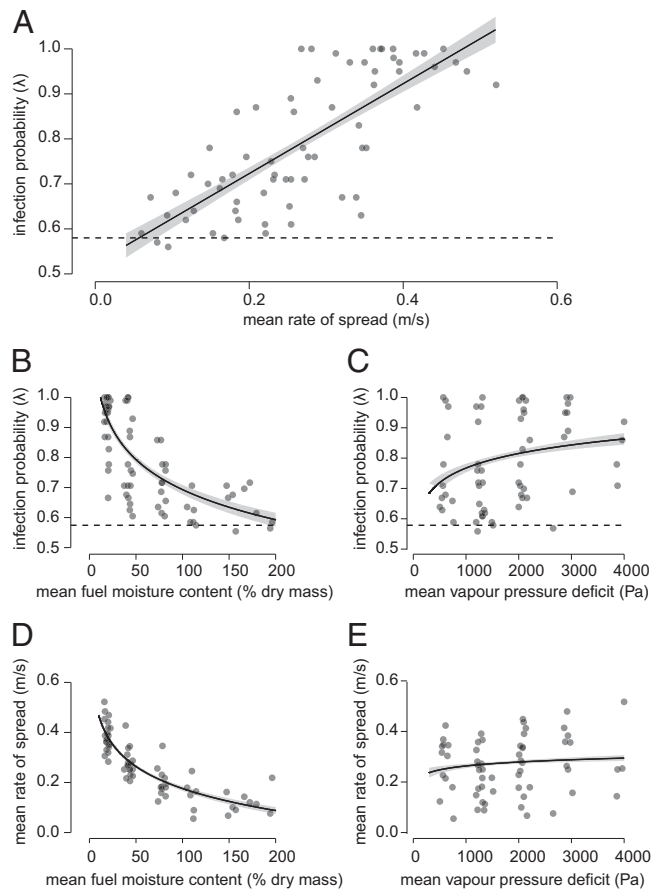 A
infection probability (λ)
1.0
0.9
0.8
0.7
0.6
0.5
0.0 0.2 0.4 0.6
mean rate of spread (m/s)
B
infection probability (λ)
1.0
0.9
0.8
0.7
0.6
0.5
0 50 100 150 200
mean fuel moisture content (% dry mass)
C
infection probability (λ)
1.0
0.9
0.8
0.7
0.6
0.5
0 1000 2000 3000 4000
mean vapour pressure deficit (Pa)
D
mean rate of spread (m/s)
0.6
0.4
0.2
0.0
0 50 100 150 200
mean fuel moisture content (% dry mass)
E
mean rate of spread (m/s)
0.6
0.4
0.2
0.0
0 1000 2000 3000 4000
mean vapour pressure deficit (Pa)